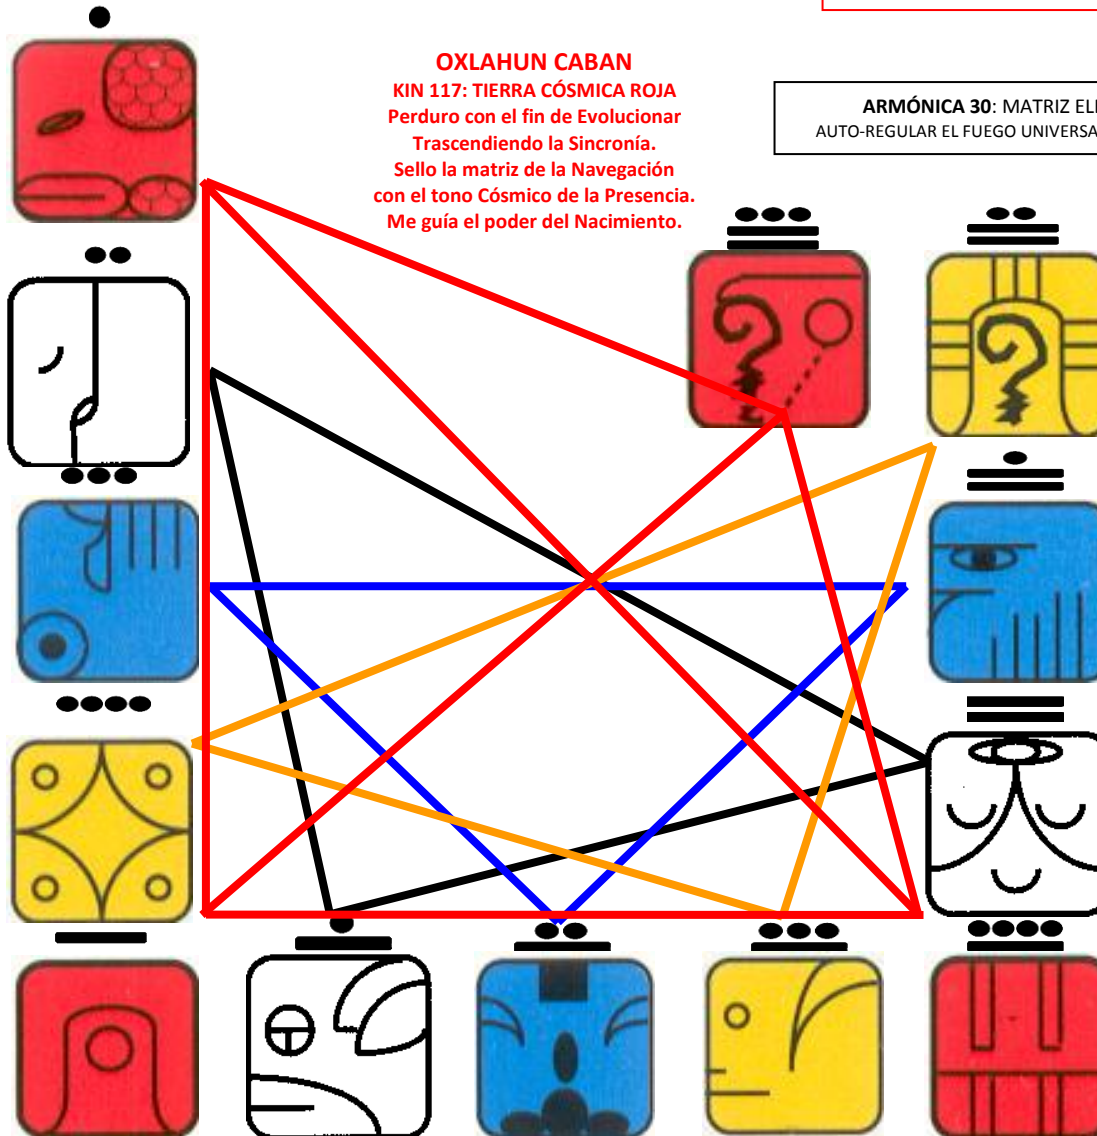 OXLAHUN CABAN
KIN 117: TIERRA CÓSMICA ROJA
Perduro con el fin de Evolucionar
Trascendiendo la Sincronía.
Sello la matriz de la Navegación
con el tono Cósmico de la Presencia.
Me guía el poder del Nacimiento.
ARMÓNICA 30: MATRIZ
AUTO-REGULAR EL FUEGO